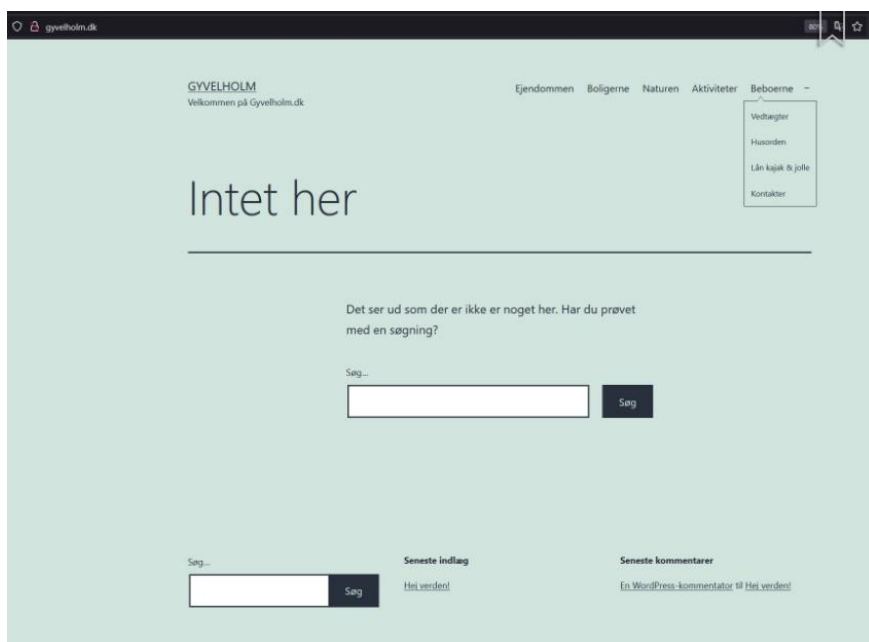 gyvelholm.dk
80%
GYVELHOLM
Velkommen på Gyvelholm.dk
Ejendommen Boligerne Naturen Aktiviteter Beboerne −
Vedtægter
Husorden
Lån kajak & jolle
Kontakter
Intet her
Det ser ud som der er ikke er noget her. Har du prøvet
med en søgning?
Søg...
Søg
Søg...
Søg
Seneste indlæg
Hej verden!
Seneste kommentarer
En WordPress-kommentator til Hej verden!